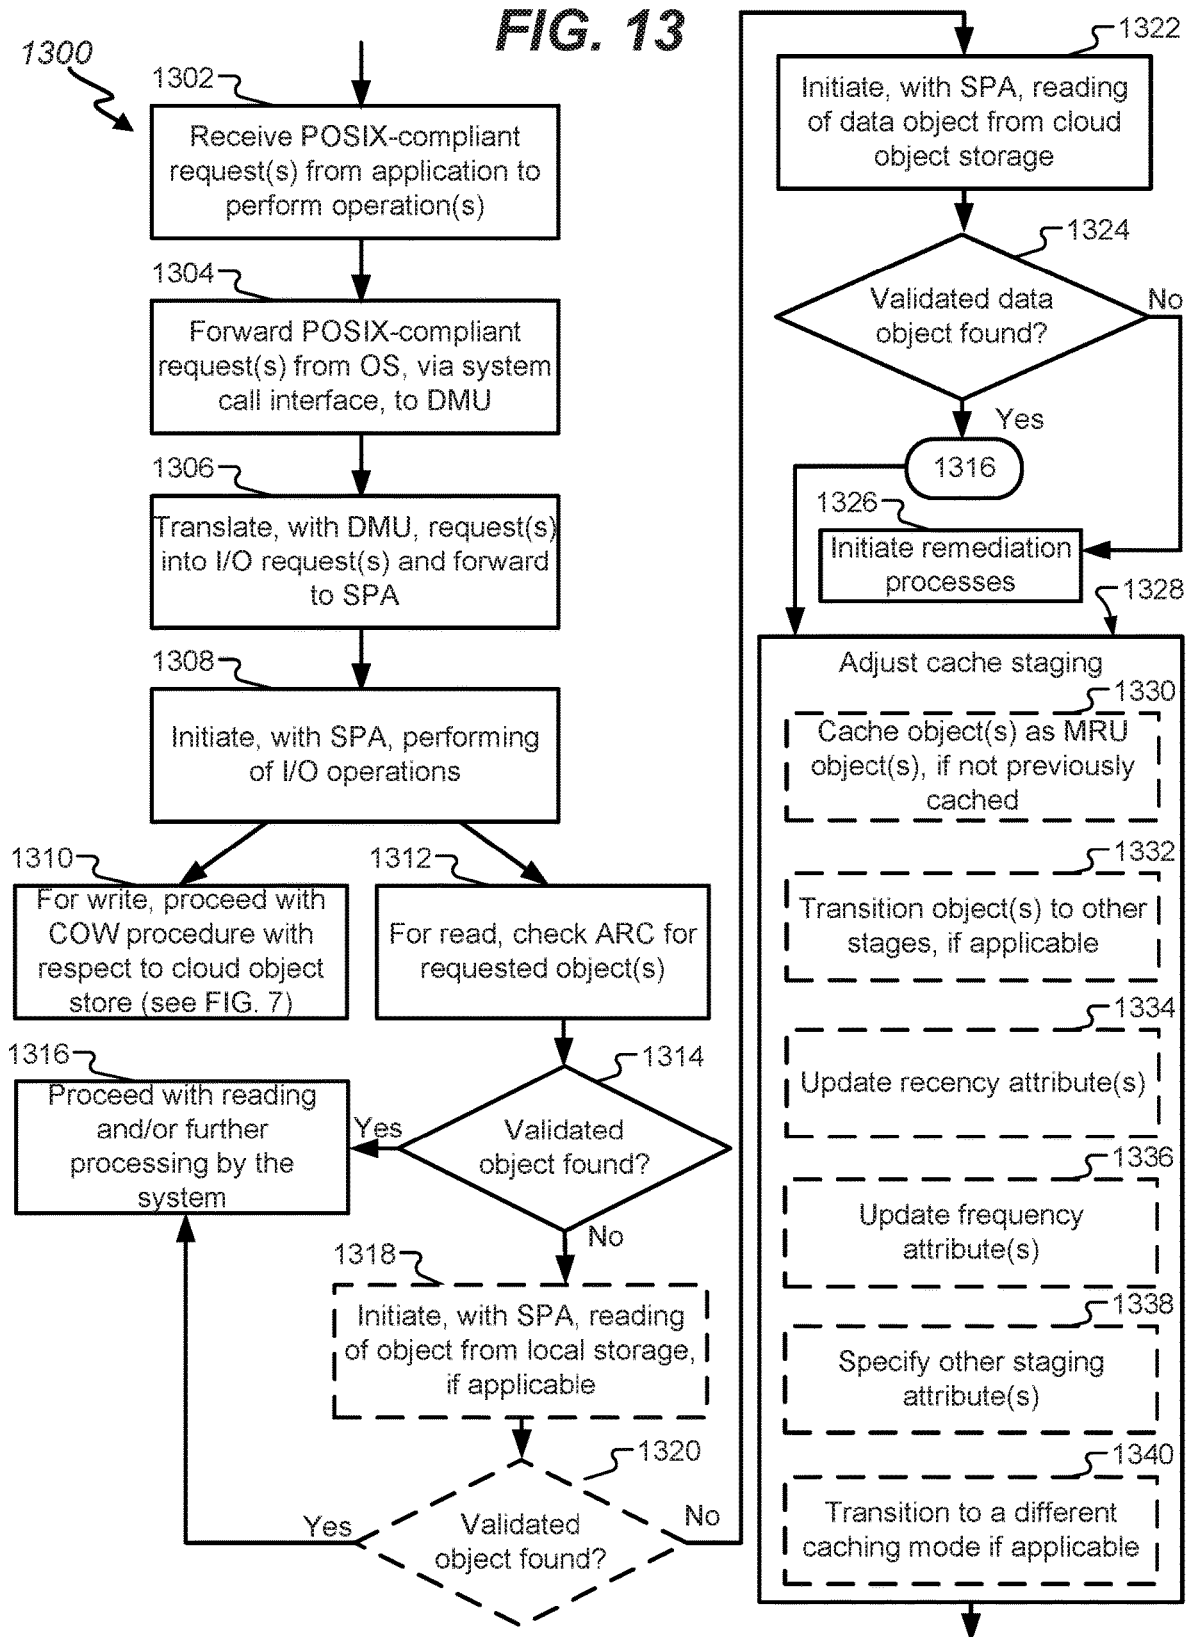 FIG. 13
1300
1302
Receive POSIX-compliant
request(s) from application to
perform operation(s)
1304
Forward POSIX-compliant
request(s) from OS, via system
call interface, to DMU
1306
Translate, with DMU, request(s)
into I/O request(s) and forward
to SPA
1308
Initiate, with SPA, performing
of I/O operations
1310
For write, proceed with
COW procedure with
respect to cloud object
store (see FIG. 7)
1312
For read, check ARC for
requested object(s)
1314
Validated
object found?
Yes
No
1316
Proceed with reading
and/or further
processing by the
system
1318
Initiate, with SPA, reading
of object from local storage,
if applicable
1320
Validated
object found?
Yes
No
1322
Initiate, with SPA, reading
of data object from cloud
object storage
1324
Validated data
object found?
No
Yes
1316
1326
Initiate remediation
processes
1328
Adjust cache staging
1330
Cache object(s) as MRU
object(s), if not previously
cached
1332
Transition object(s) to other
stages, if applicable
1334
Update recency attribute(s)
1336
Update frequency
attribute(s)
1338
Specify other staging
attribute(s)
1340
Transition to a different
caching mode if applicable